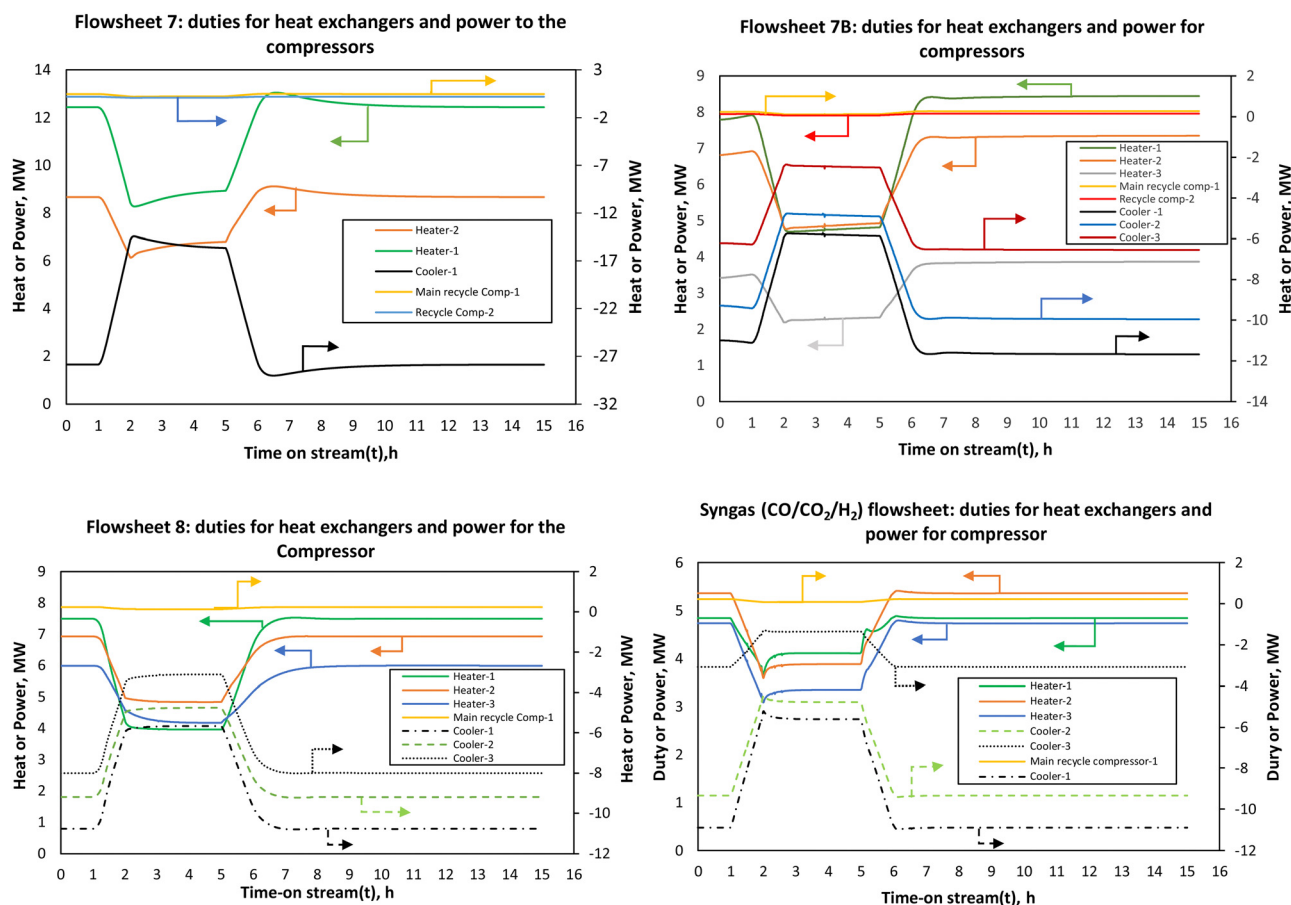 Flowsheet 7: duties for heat exchangers and power to the
compressors
Heat or Power, MW
14
12
10
8
6
4
2
0
3
-2
-7
-12
-17
-22
-27
-32
Heat or Power, MW
Heater-2
Heater-1
Cooler-1
Main recycle Comp-1
Recycle Comp-2
0 1 2 3 4 5 6 7 8 9 10 11 12 13 14 15 16
Time on stream(t),h
Flowsheet 7B: duties for heat exchangers and power for
compressors
Heat or Power, MW
9
8
7
6
5
4
3
2
1
0
2
0
-2
-4
-6
-8
-10
-12
-14
Heat or Power, MW
Heater-1
Heater-2
Heater-3
Main recycle comp-1
Recycle comp-2
Cooler -1
Cooler-2
Cooler-3
0 1 2 3 4 5 6 7 8 9 10 11 12 13 14 15 16
Time on stream(t), h
Flowsheet 8: duties for heat exchangers and power for the
Compressor
Heat or Power, MW
9
8
7
6
5
4
3
2
1
0
2
0
-2
-4
-6
-8
-10
-12
Heat or Power, MW
Heater-1
Heater-2
Heater-3
Main recycle Comp-1
Cooler-1
Cooler-2
Cooler-3
0 1 2 3 4 5 6 7 8 9 10 11 12 13 14 15 16
Time-on stream(t), h
Syngas (CO/CO₂/H₂) flowsheet: duties for heat exchangers and
power for compressor
Duty or Power, MW
6
5
4
3
2
1
0
2
0
-2
-4
-6
-8
-10
-12
Dury or Power, MW
Heater-1
Heater-2
Heater-3
Cooler-2
Cooler-3
Main recycle compressor-1
Cooler-1
0 1 2 3 4 5 6 7 8 9 10 11 12 13 14 15 16
Time-on stream(t), h